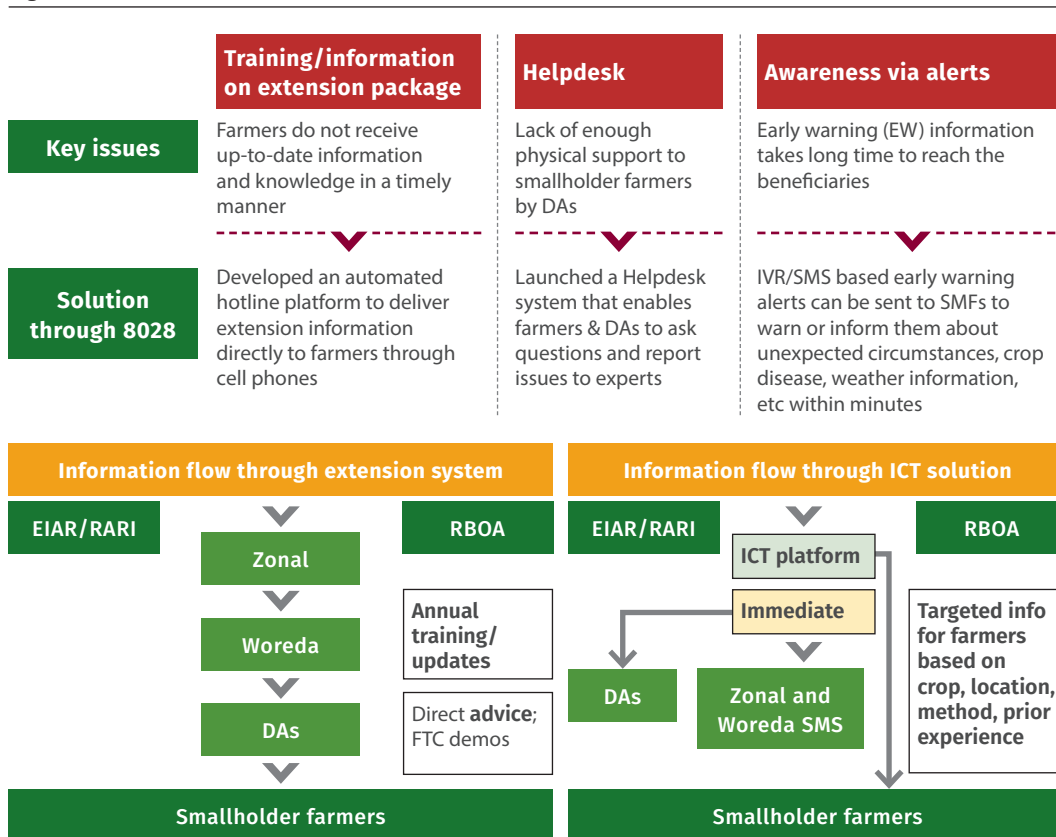 Training/information
on extension package
Helpdesk
Awareness via alerts
Key issues
Farmers do not receive
up-to-date information
and knowledge in a timely
manner
Lack of enough
physical support to
smallholder farmers
by DAs
Early warning (EW) information
takes long time to reach the
beneficiaries
Solution
through 8028
Developed an automated
hotline platform to deliver
extension information
directly to farmers through
cell phones
Launched a Helpdesk
system that enables
farmers & DAs to ask
questions and report
issues to experts
IVR/SMS based early warning
alerts can be sent to SMFs to
warn or inform them about
unexpected circumstances, crop
disease, weather information,
etc within minutes
Information flow through extension system
EIAR/RARI
RBOA
Zonal
Woreda
DAs
Annual
training/
updates
Direct advice;
FTC demos
Smallholder farmers
Information flow through ICT solution
EIAR/RARI
RBOA
ICT platform
Immediate
DAs
Zonal and
Woreda SMS
Targeted info
for farmers
based on
crop, location,
method, prior
experience
Smallholder farmers